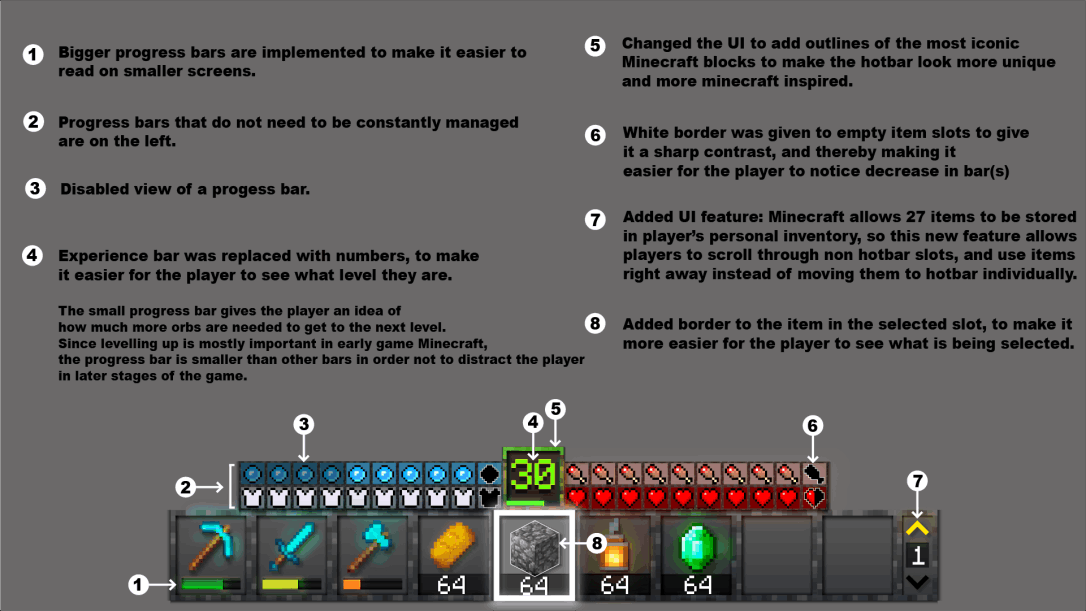 1 Bigger progress bars are implemented to make it easier to
read on smaller screens.
2 Progress bars that do not need to be constantly managed
are on the left.
3 Disabled view of a progess bar.
4 Experience bar was replaced with numbers, to make
it easier for the player to see what level they are.
The small progress bar gives the player an idea of
how much more orbs are needed to get to the next level.
Since levelling up is mostly important in early game Minecraft,
the progress bar is smaller than other bars in order not to distract the player
in later stages of the game.
5 Changed the UI to add outlines of the most iconic
Minecraft blocks to make the hotbar look more unique
and more minecraft inspired.
6 White border was given to empty item slots to give
it a sharp contrast, and thereby making it
easier for the player to notice decrease in bar(s)
7 Added UI feature: Minecraft allows 27 items to be stored
in player's personal inventory, so this new feature allows
players to scroll through non hotbar slots, and use items
right away instead of moving them to hotbar individually.
8 Added border to the item in the selected slot, to make it
more easier for the player to see what is being selected.
5
3 4 6
30
7
2
8
1
1
64 64 64 64